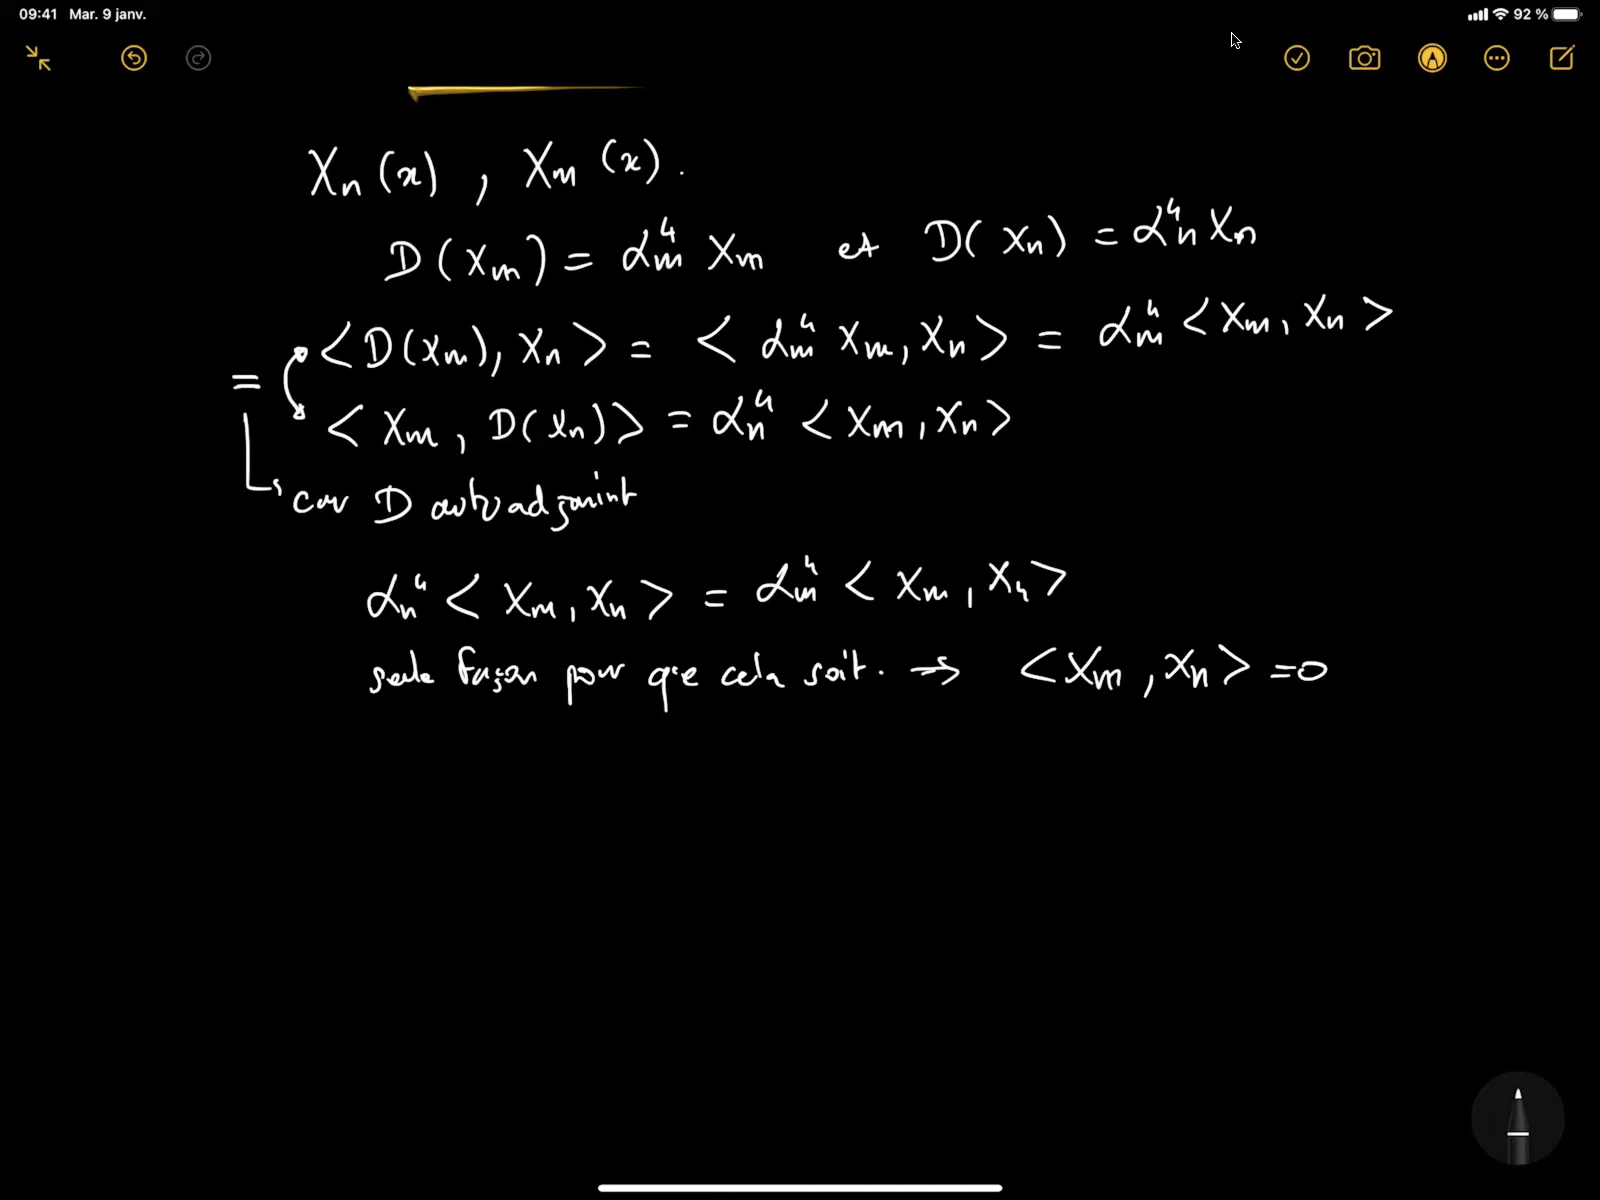 09:41 Mar. 9 janv. 92 %
Xn(x) , Xm(x).
D(Xm) = αm⁴ Xm et D(Xn) = αn⁴ Xn
<D(Xm), Xn> = <αm⁴ Xm, Xn> = αm⁴ <Xm, Xn>
=
<Xm, D(Xn)> = αn⁴ <Xm, Xn>
↳ car D autoadjoint
αn⁴ <Xm, Xn> = αm⁴ <Xm, Xn>
seule façon pour que cela soit. ⇒ <Xm, Xn> = 0